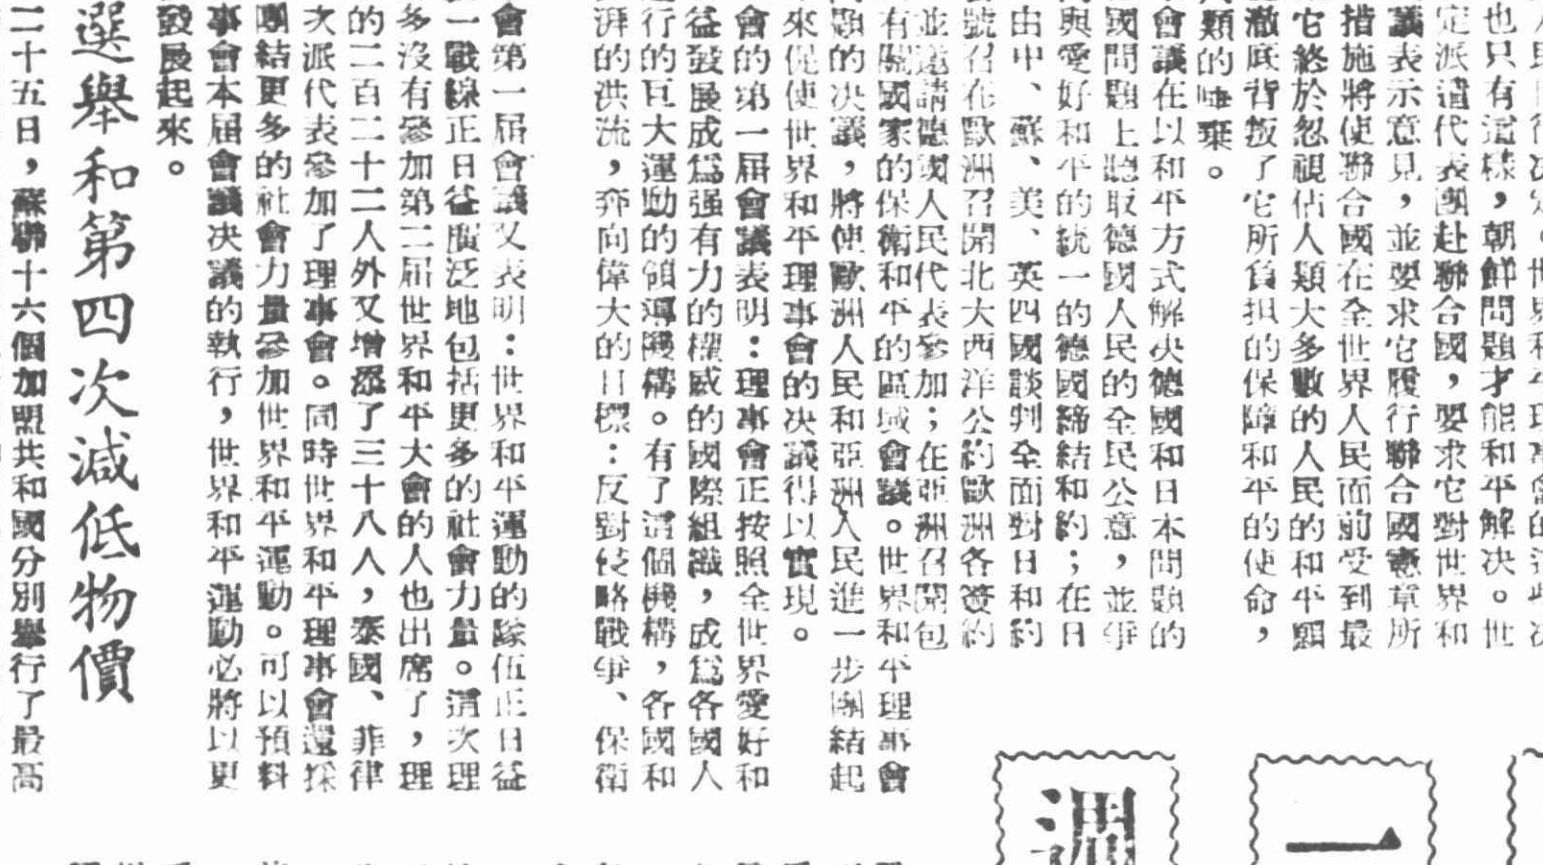 人民自行决定。世界和平理事會的這些决
也只有這樣,朝鮮問題才能和平解决。世
定派遣代表團赴聯合國,要求它對世界和
議表示意見,並要求它履行聯合國憲章所
措施將使聯合國在全世界人民面前受到最
它終於忽視佔人類大多數的人民的和平願
澈底背叛了它所負担的保障和平的使命,
類的唾棄。
會議在以和平方式解决德國和日本問題的
國問題上聽取德國人民的全民公意,並爭
與愛好和平的統一的德國締結和約;在日
由中、蘇、美、英四國談判全面對日和約
號召在歐洲召開北大西洋公約歐洲各簽約
並邀請德國人民代表參加;在亞洲召開包
有關國家的保衛和平的區域會議。世界和平理事會
題的决議,將使歐洲人民和亞洲人民進一步團結起
來促使世界和平理事會的决議得以實現。
會的第一届會議表明:理事會正按照全世界愛好和
益發展成爲强有力的權威的國際組識,成爲各國人
行的巨大運動的領導機構。有了這個機構,各國和
湃的洪流,奔向偉大的目標:反對侵略戰爭、保衛
會第一届會議又表明:世界和平運動的隊伍正日益
一戰線正日益廣泛地包括更多的社會力量。這次理
多沒有參加第二届世界和平大會的人也出席了,理
的二百二十二人外又增添了三十八人,泰國、菲律
次派代表參加了理事會。同時世界和平理事會還採
團結更多的社會力量參加世界和平運動。可以預料
事會本届會議决議的執行,世界和平運動必將以更
發展起來。
選舉和第四次減低物價
二十五日,蘇聯十六個加盟共和國分別舉行了最高
一